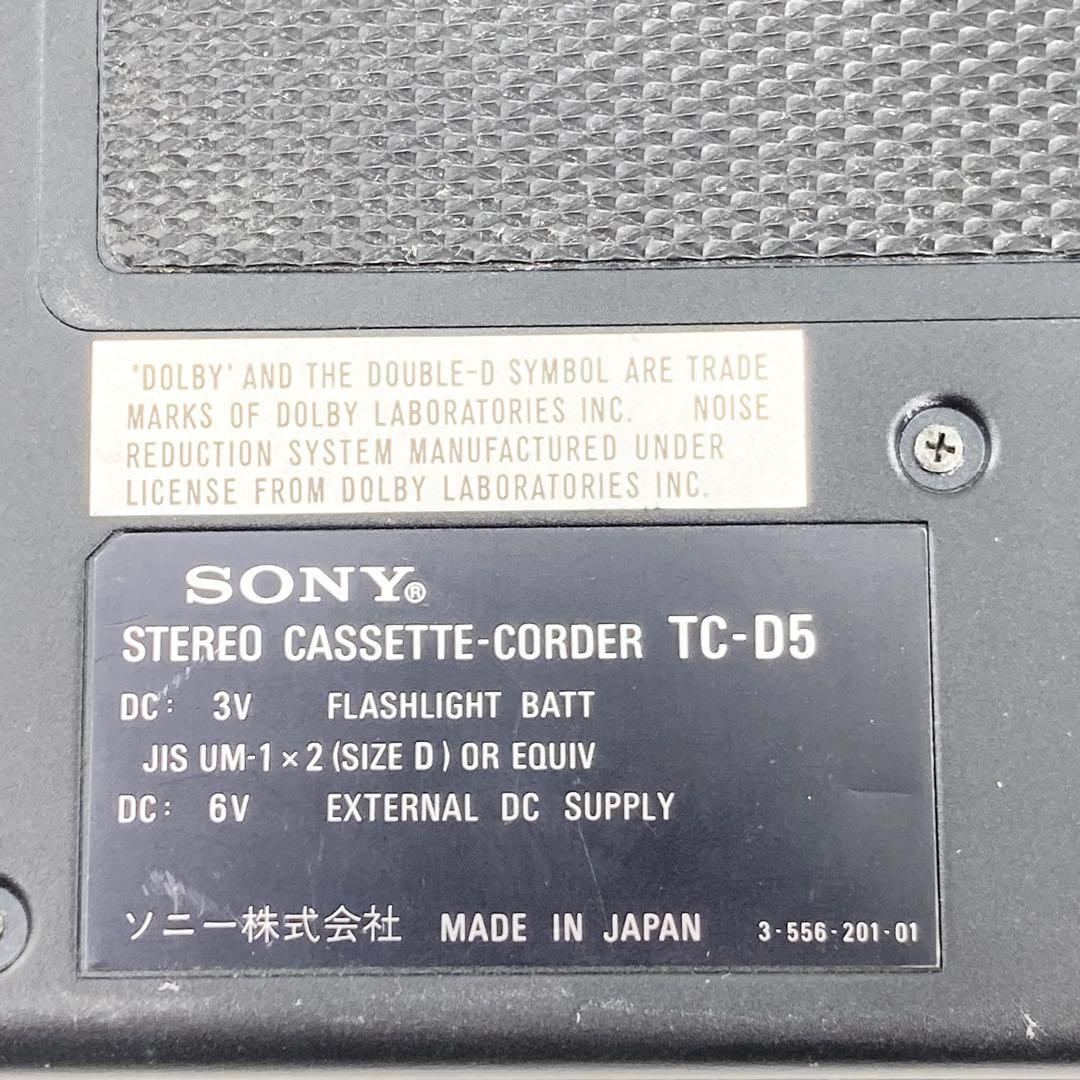 'DOLBY' AND THE DOUBLE-D SYMBOL ARE TRADE
MARKS OF DOLBY LABORATORIES INC. NOISE
REDUCTION SYSTEM MANUFACTURED UNDER
LICENSE FROM DOLBY LABORATORIES INC.
SONY®
STEREO CASSETTE-CORDER TC-D5
DC: 3V FLASHLIGHT BATT
JIS UM-1×2 (SIZE D) OR EQUIV
DC: 6V EXTERNAL DC SUPPLY
ソニー株式会社 MADE IN JAPAN 3-556-201-01